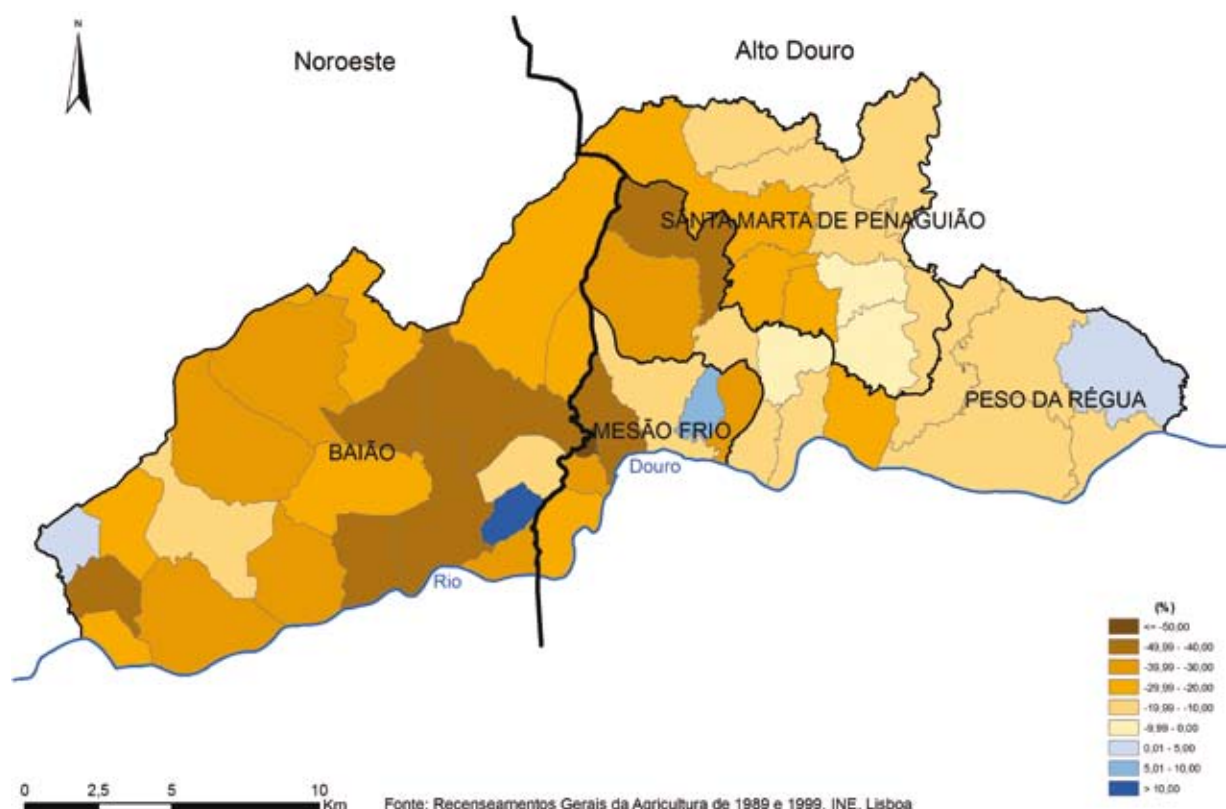 N
Noroeste
Alto Douro
SANTA MARTA DE PENAGUIÃO
PESO DA RÉGUA
MESÃO FRIO
BAIÃO
Douro
Rio
(%)
<= -50,00
-49,99 - -40,00
-39,99 - -30,00
-29,99 - -20,00
-19,99 - -10,00
-9,99 - 0,00
0,01 - 5,00
5,01 - 10,00
> 10,00
0 2,5 5 10
Km
Fonte: Recenseamentos Gerais da Agricultura de 1989 e 1999, INE, Lisboa